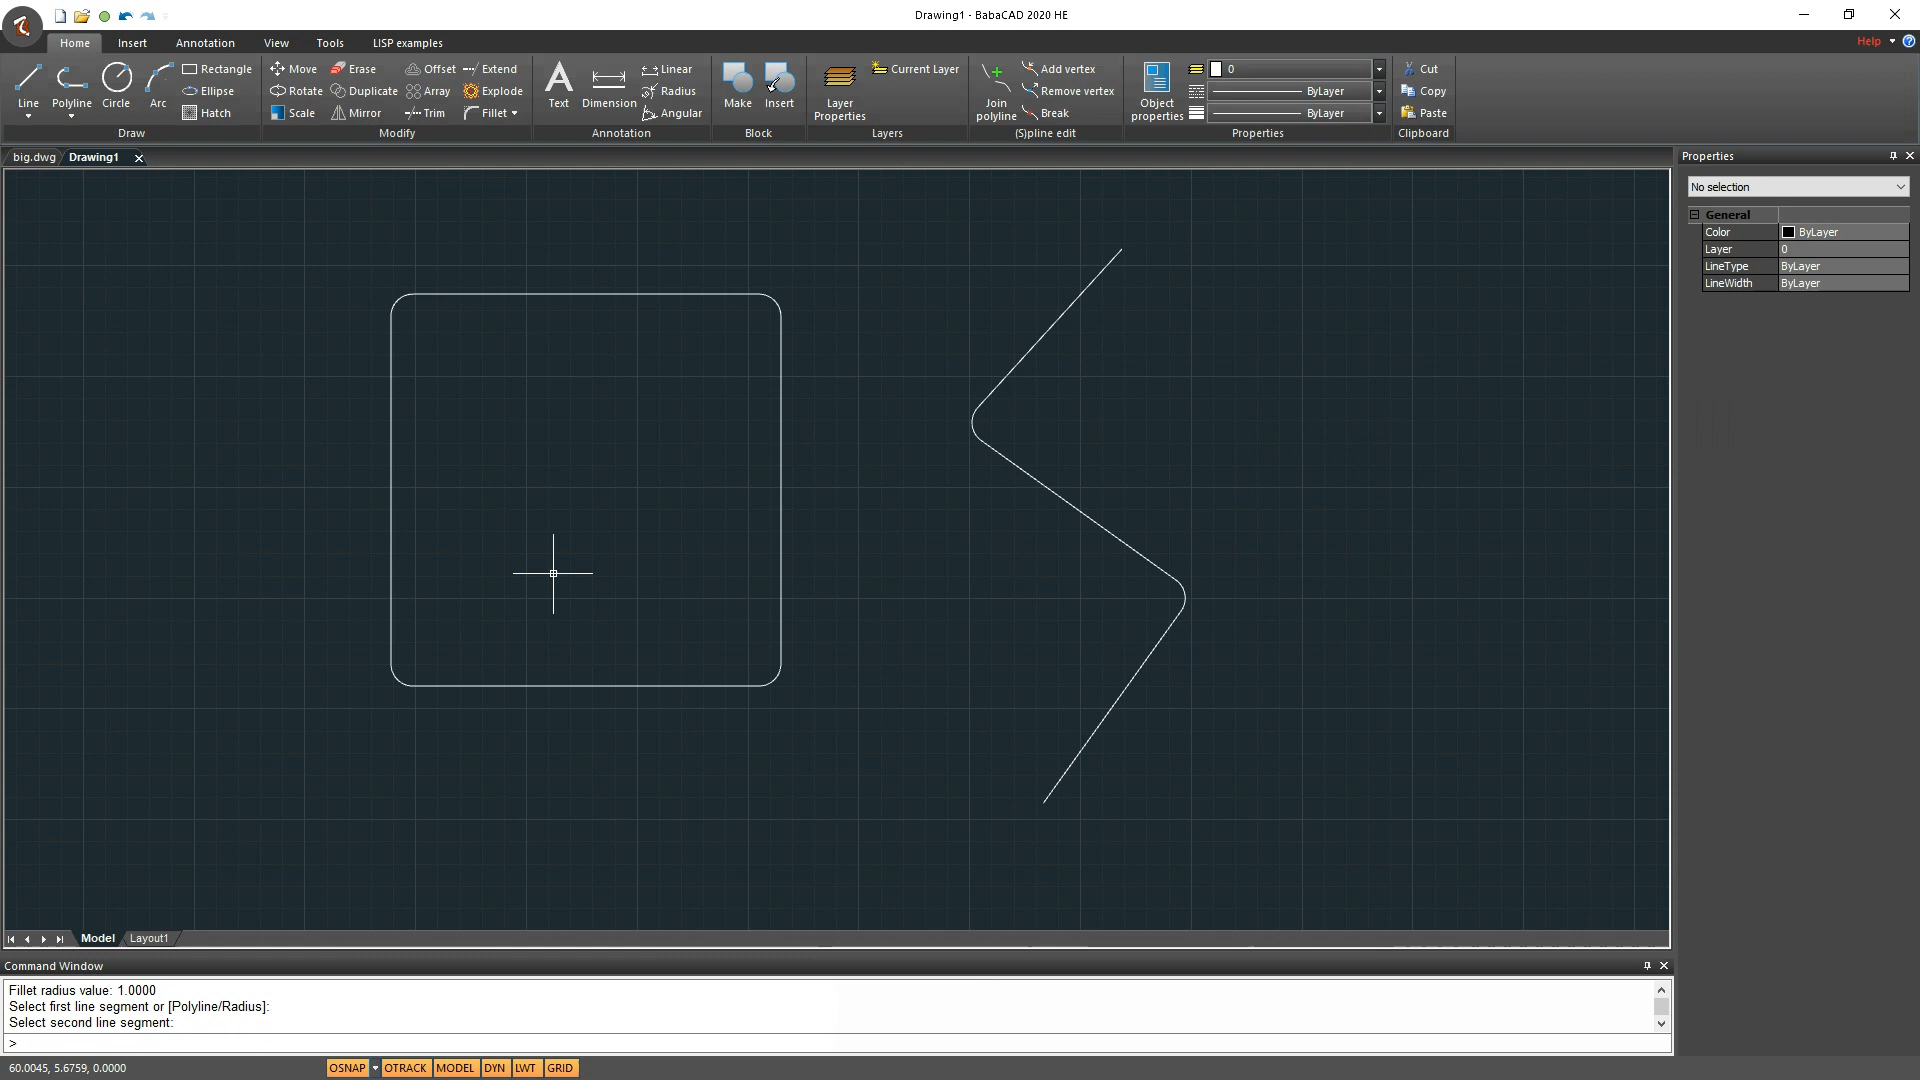 Drawing1 - BabaCAD 2020 HE
Home Insert Annotation View Tools LISP examples Help
Line Polyline Circle Arc Rectangle Ellipse Hatch
Draw
Move Erase Offset Extend
Rotate Duplicate Array Explode
Scale Mirror Trim Fillet
Modify
Text Dimension Linear Radius Angular
Annotation
Make Insert
Block
Layer Properties Current Layer
Layers
Join polyline Add vertex Remove vertex Break
(S)pline edit
Object properties 0
ByLayer
ByLayer
Properties
Cut
Copy
Paste
Clipboard
big.dwg Drawing1
Properties
No selection
General
Color ByLayer
Layer 0
LineType ByLayer
LineWidth ByLayer
Model Layout1
Command Window
Fillet radius value: 1.0000
Select first line segment or [Polyline/Radius]:
Select second line segment:
>
60.0045, 5.6759, 0.0000 OSNAP OTRACK MODEL DYN LWT GRID